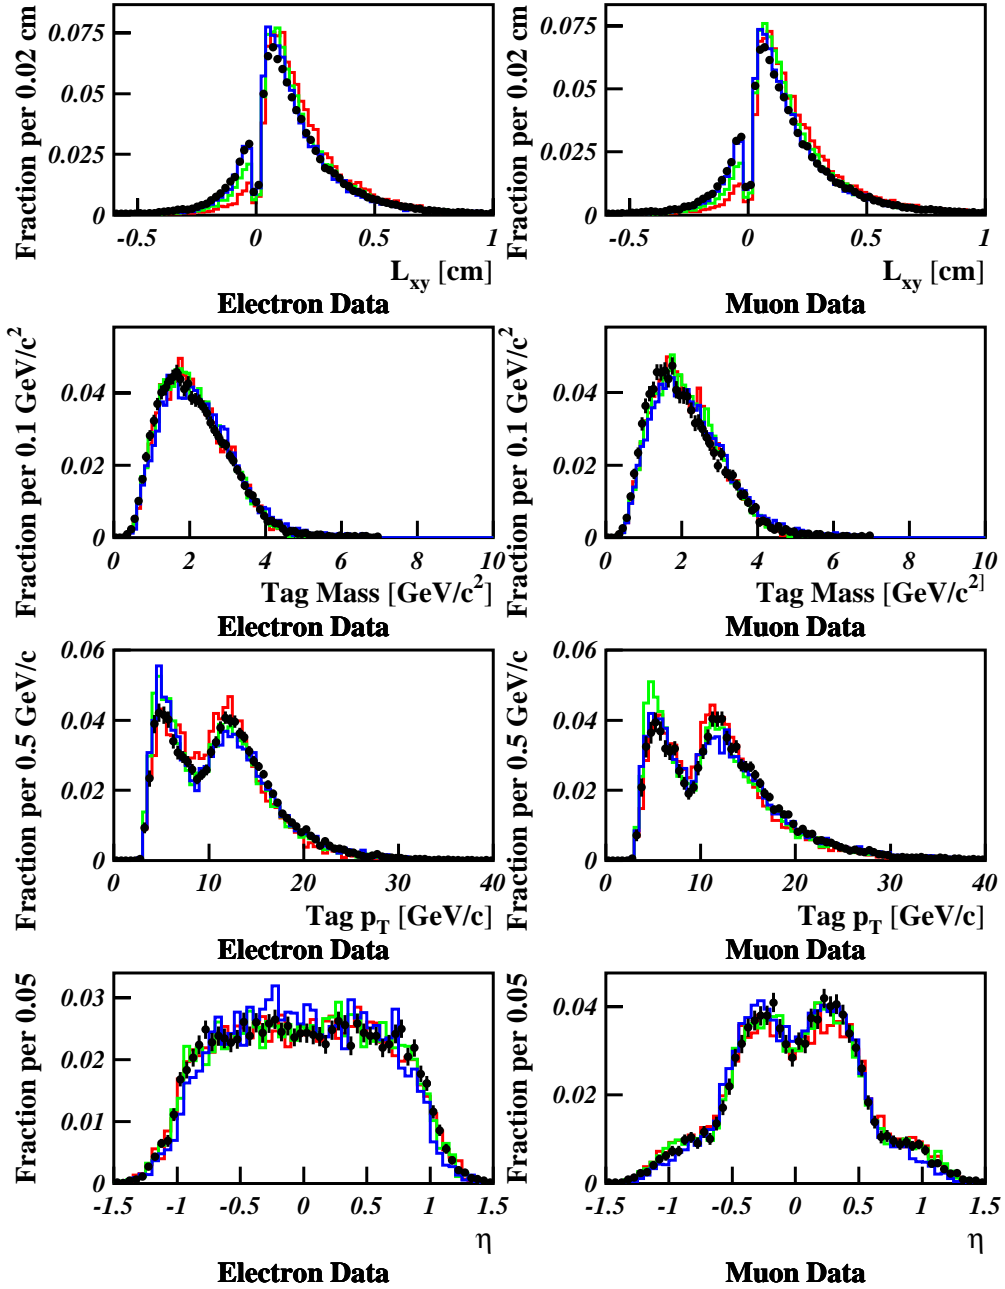 Fraction per 0.02 cm
0.075
0.05
0.025
0
-0.5 0 0.5 1
L_xy [cm]
Electron Data
Fraction per 0.02 cm
0.075
0.05
0.025
0
-0.5 0 0.5 1
L_xy [cm]
Muon Data
Fraction per 0.1 GeV/c²
0.04
0.02
0
0 2 4 6 8 10
Tag Mass [GeV/c²]
Electron Data
Fraction per 0.1 GeV/c²
0.04
0.02
0
0 2 4 6 8 10
Tag Mass [GeV/c²]
Muon Data
Fraction per 0.5 GeV/c
0.06
0.04
0.02
0
0 10 20 30 40
Tag p_T [GeV/c]
Electron Data
Fraction per 0.5 GeV/c
0.06
0.04
0.02
0
0 10 20 30 40
Tag p_T [GeV/c]
Muon Data
Fraction per 0.05
0.03
0.02
0.01
0
-1.5 -1 -0.5 0 0.5 1 1.5
η
Electron Data
Fraction per 0.05
0.04
0.02
0
-1.5 -1 -0.5 0 0.5 1 1.5
η
Muon Data